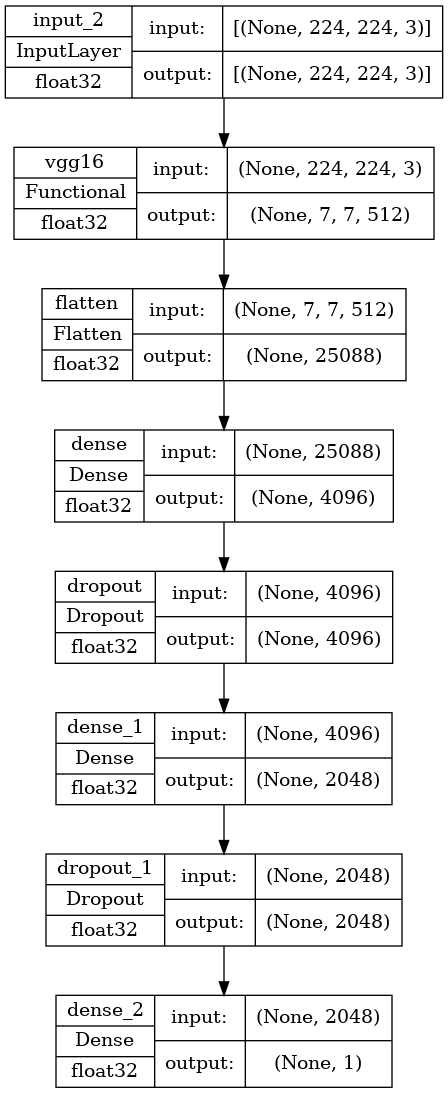 input_2
InputLayer
float32
input:
[(None, 224, 224, 3)]
output:
[(None, 224, 224, 3)]
vgg16
Functional
float32
input:
(None, 224, 224, 3)
output:
(None, 7, 7, 512)
flatten
Flatten
float32
input:
(None, 7, 7, 512)
output:
(None, 25088)
dense
Dense
float32
input:
(None, 25088)
output:
(None, 4096)
dropout
Dropout
float32
input:
(None, 4096)
output:
(None, 4096)
dense_1
Dense
float32
input:
(None, 4096)
output:
(None, 2048)
dropout_1
Dropout
float32
input:
(None, 2048)
output:
(None, 2048)
dense_2
Dense
float32
input:
(None, 2048)
output:
(None, 1)